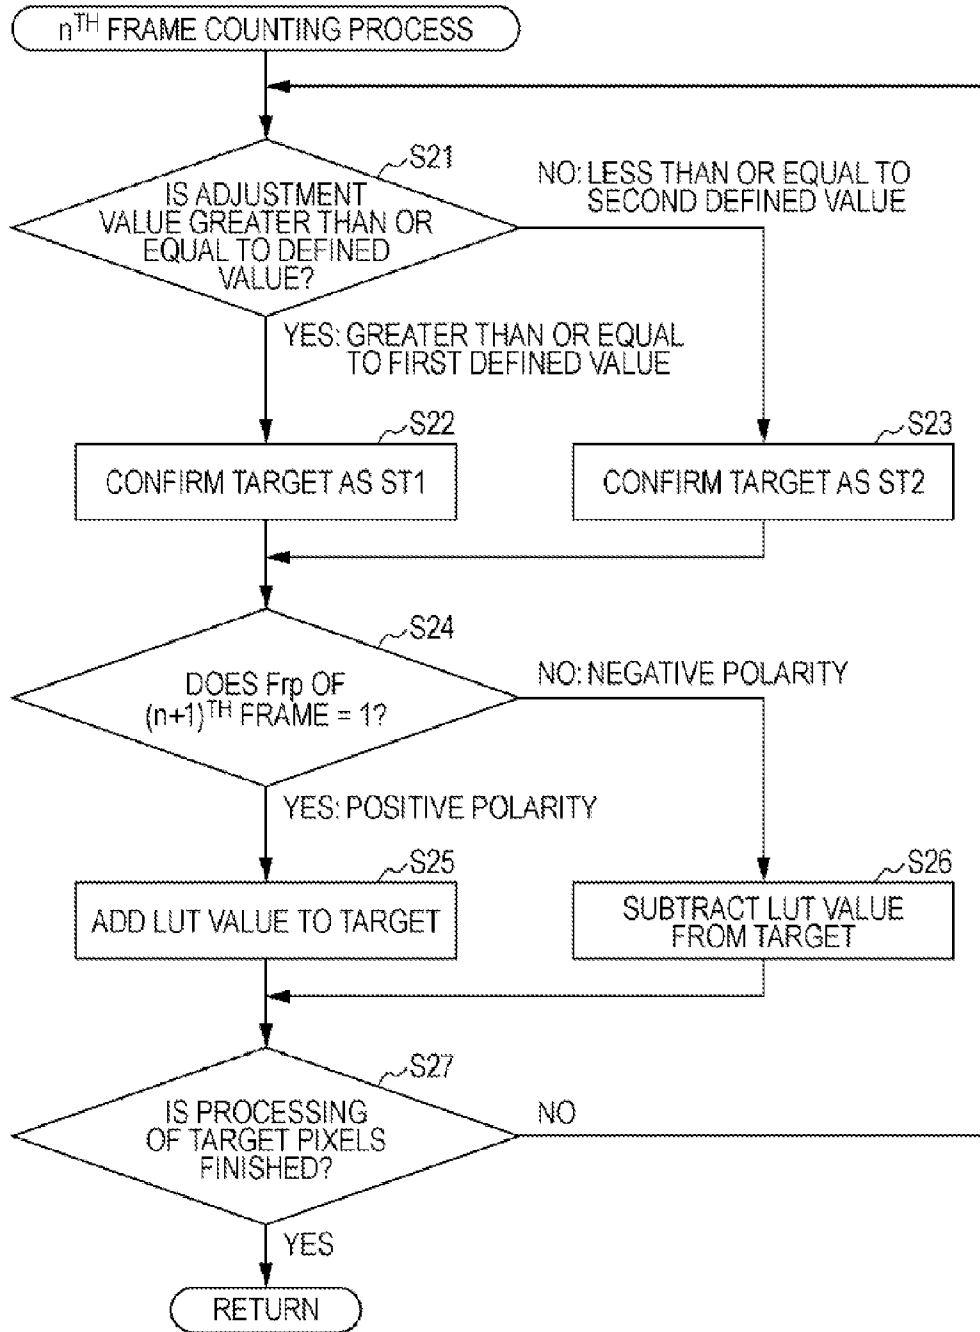 nTH FRAME COUNTING PROCESS
S21
IS ADJUSTMENT
VALUE GREATER THAN OR
EQUAL TO DEFINED
VALUE?
NO: LESS THAN OR EQUAL TO
SECOND DEFINED VALUE
YES: GREATER THAN OR EQUAL
TO FIRST DEFINED VALUE
S22
CONFIRM TARGET AS ST1
S23
CONFIRM TARGET AS ST2
S24
DOES Frp OF
(n+1)TH FRAME = 1?
NO: NEGATIVE POLARITY
YES: POSITIVE POLARITY
S25
ADD LUT VALUE TO TARGET
S26
SUBTRACT LUT VALUE
FROM TARGET
S27
IS PROCESSING
OF TARGET PIXELS
FINISHED?
NO
YES
RETURN